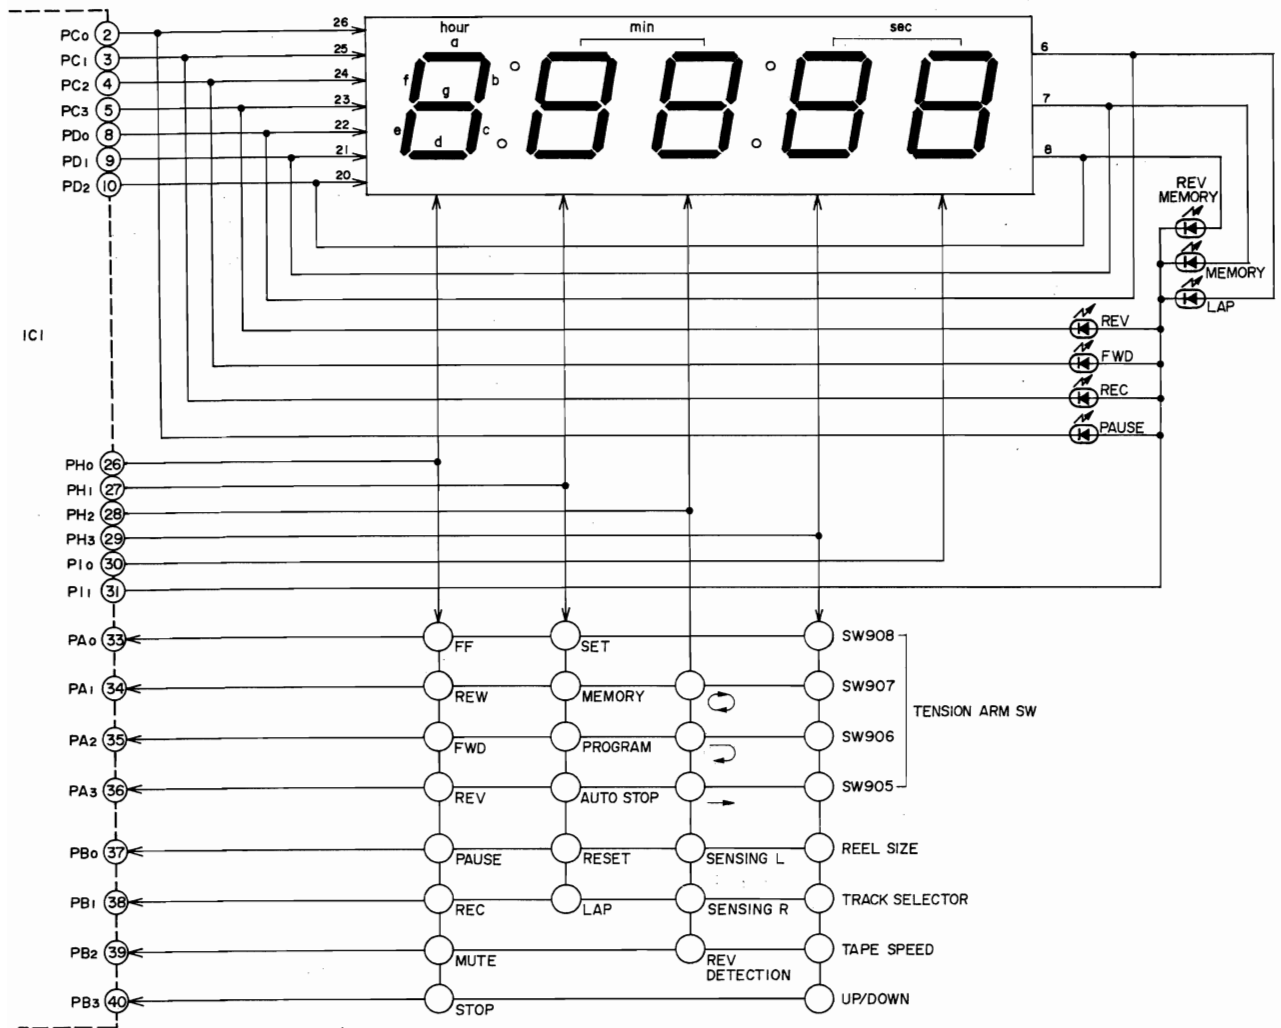 PC0 2 26 hour min sec
PC1 3 25 a 6
PC2 4 24 f b
PC3 5 23 g 7
PD0 8 22 e c
PD1 9 21 d 8
PD2 10 20
REV
MEMORY
MEMORY
LAP
IC1
REV
FWD
REC
PAUSE
PH0 26
PH1 27
PH2 28
PH3 29
PI0 30
PI1 31
PA0 33 FF SET SW908
PA1 34 REW MEMORY SW907
TENSION ARM SW
PA2 35 FWD PROGRAM SW906
PA3 36 REV AUTO STOP SW905
PB0 37 PAUSE RESET SENSING L REEL SIZE
PB1 38 REC LAP SENSING R TRACK SELECTOR
PB2 39 MUTE REV TAPE SPEED
DETECTION
PB3 40 STOP UP/DOWN